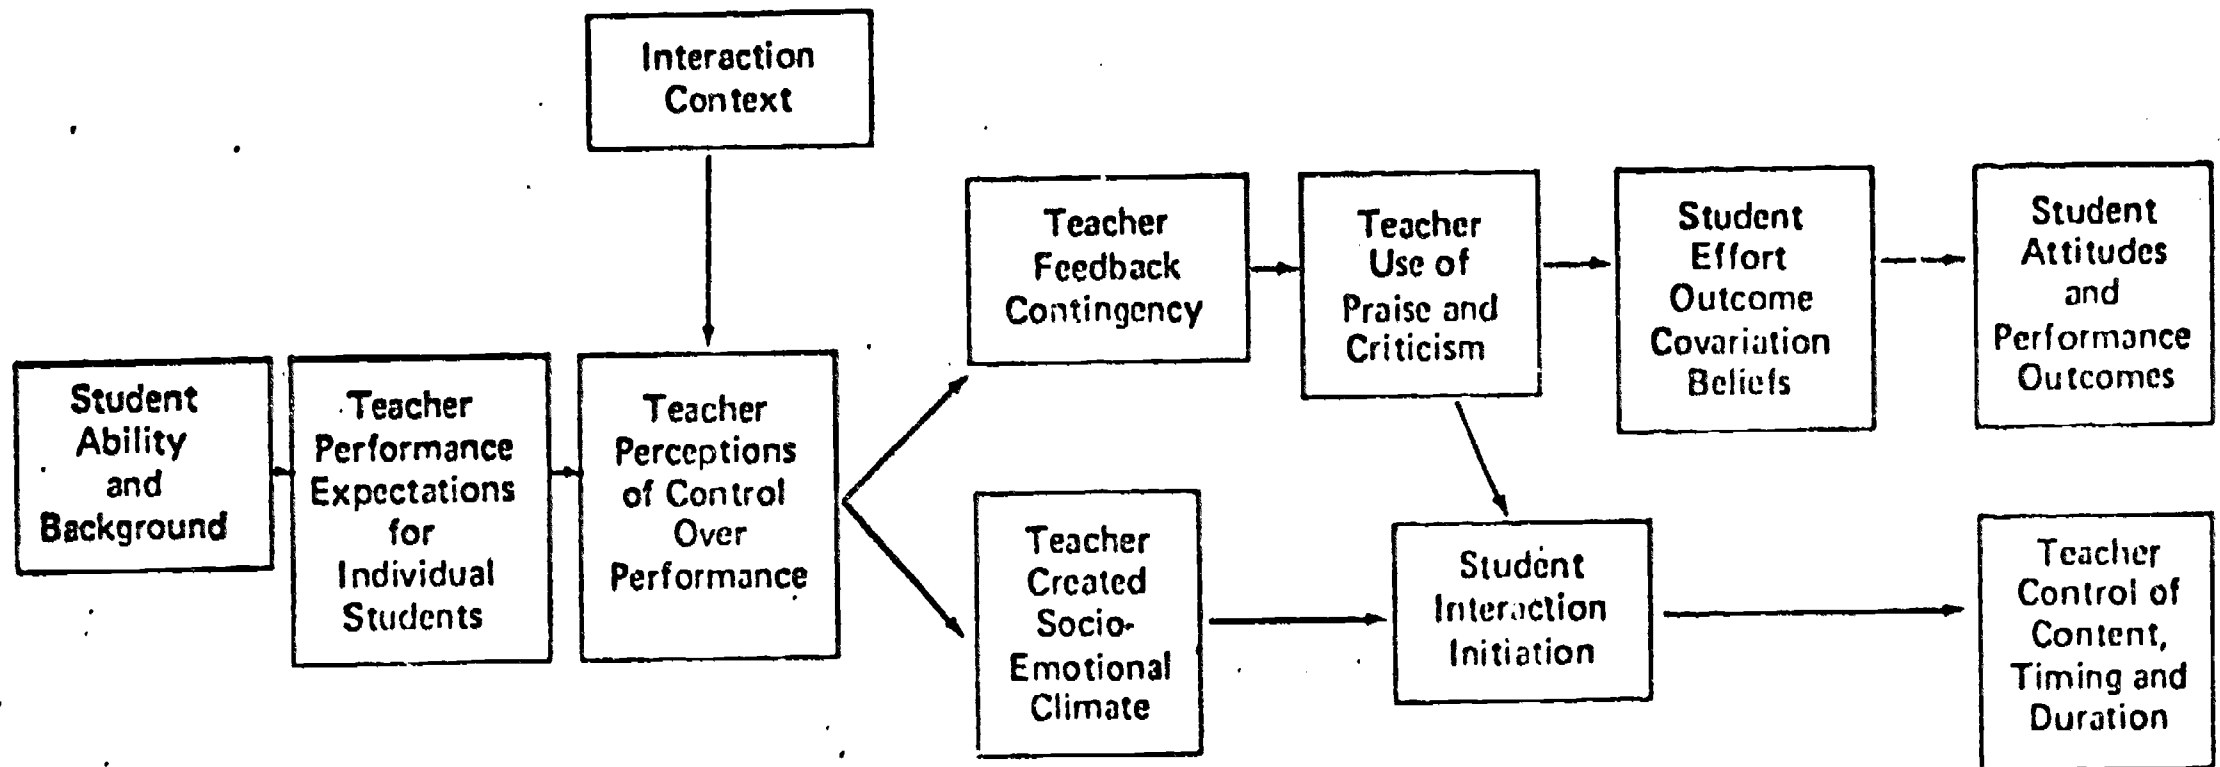 Interaction
Context
Student
Ability
and
Background
Teacher
Performance
Expectations
for
Individual
Students
Teacher
Perceptions
of Control
Over
Performance
Teacher
Feedback
Contingency
Teacher
Use of
Praise and
Criticism
Student
Effort
Outcome
Covariation
Beliefs
Student
Attitudes
and
Performance
Outcomes
Teacher
Created
Socio-
Emotional
Climate
Student
Interaction
Initiation
Teacher
Control of
Content,
Timing and
Duration